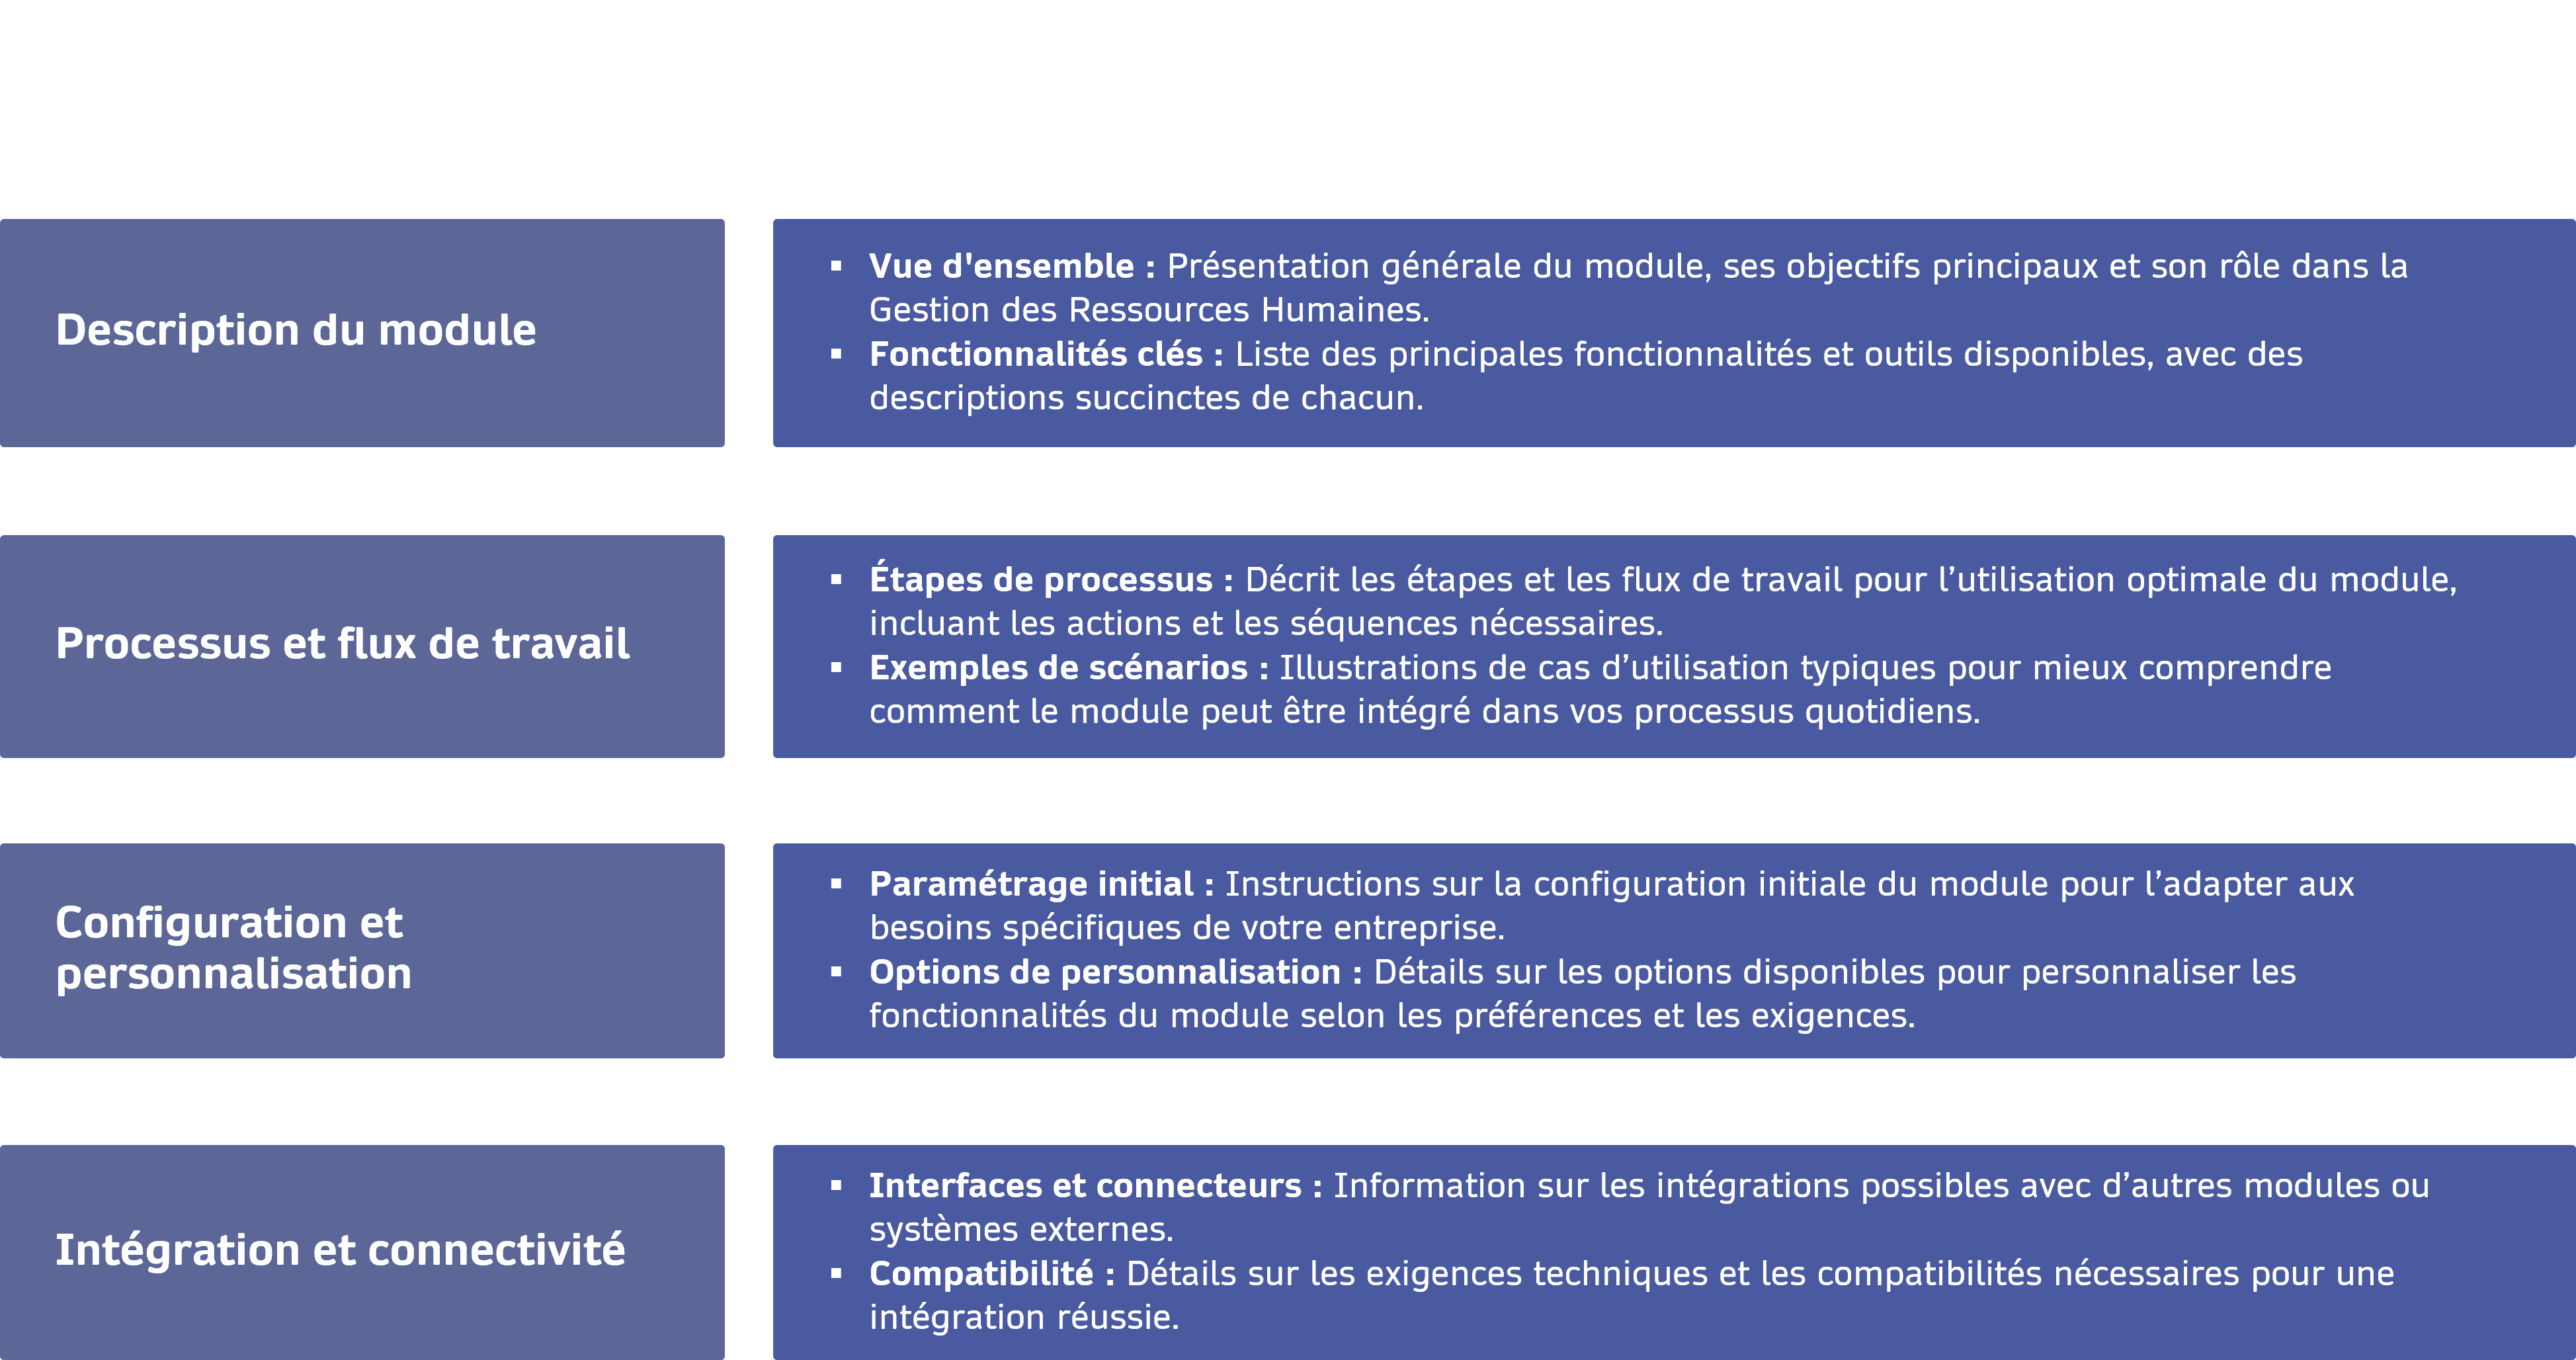 Description du module
▪ Vue d'ensemble : Présentation générale du module, ses objectifs principaux et son rôle dans la
Gestion des Ressources Humaines.
▪ Fonctionnalités clés : Liste des principales fonctionnalités et outils disponibles, avec des
descriptions succinctes de chacun.
Processus et flux de travail
▪ Étapes de processus : Décrit les étapes et les flux de travail pour l’utilisation optimale du module,
incluant les actions et les séquences nécessaires.
▪ Exemples de scénarios : Illustrations de cas d’utilisation typiques pour mieux comprendre
comment le module peut être intégré dans vos processus quotidiens.
Configuration et
personnalisation
▪ Paramétrage initial : Instructions sur la configuration initiale du module pour l’adapter aux
besoins spécifiques de votre entreprise.
▪ Options de personnalisation : Détails sur les options disponibles pour personnaliser les
fonctionnalités du module selon les préférences et les exigences.
Intégration et connectivité
▪ Interfaces et connecteurs : Information sur les intégrations possibles avec d’autres modules ou
systèmes externes.
▪ Compatibilité : Détails sur les exigences techniques et les compatibilités nécessaires pour une
intégration réussie.